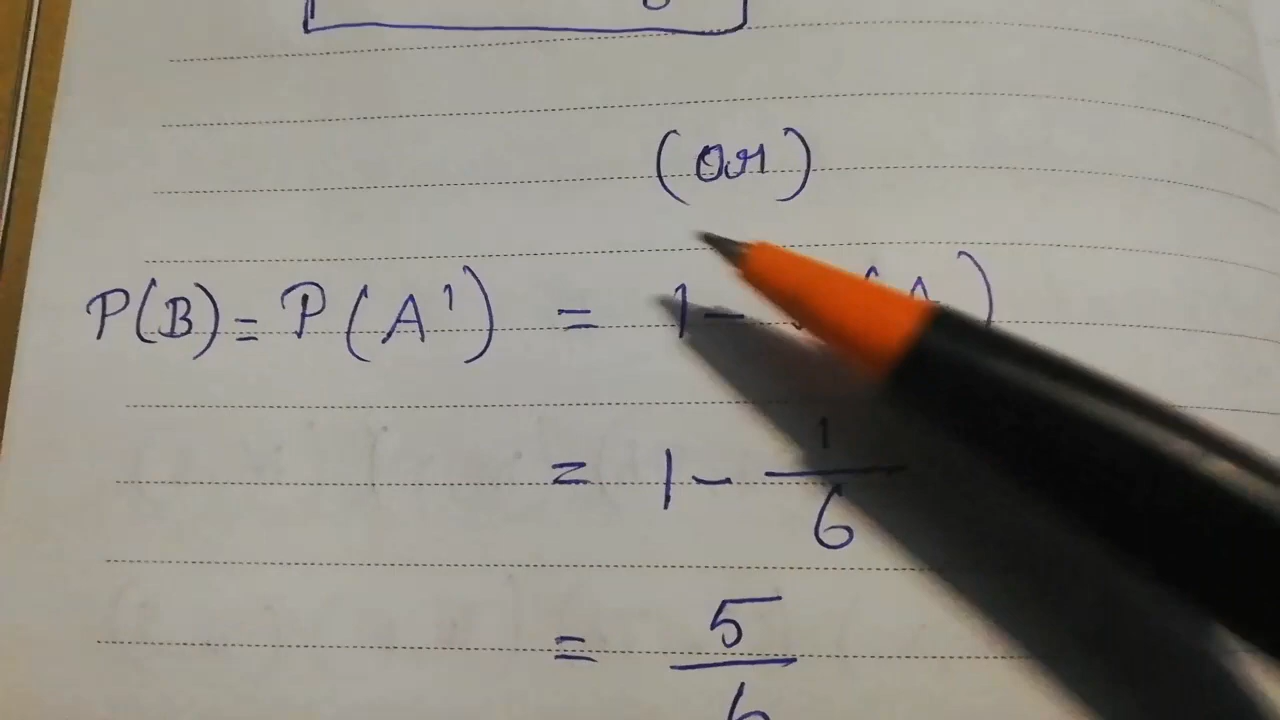 (or)
P(B) = P(A') = 1 - (A)
= 1 - 1/6
= 5/6